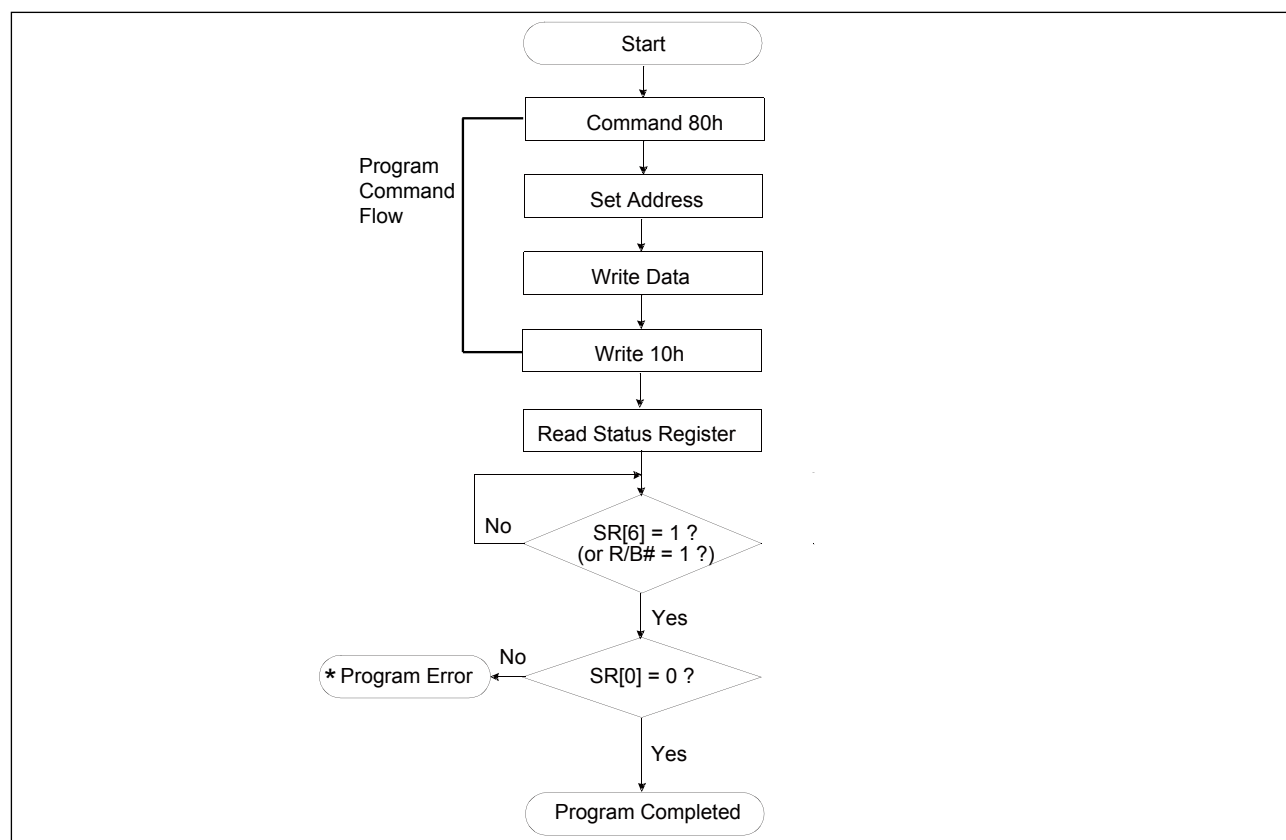 Start
Command 80h
Program
Command
Flow
Set Address
Write Data
Write 10h
Read Status Register
No
SR[6] = 1 ?
(or R/B# = 1 ?)
Yes
No
* Program Error
SR[0] = 0 ?
Yes
Program Completed